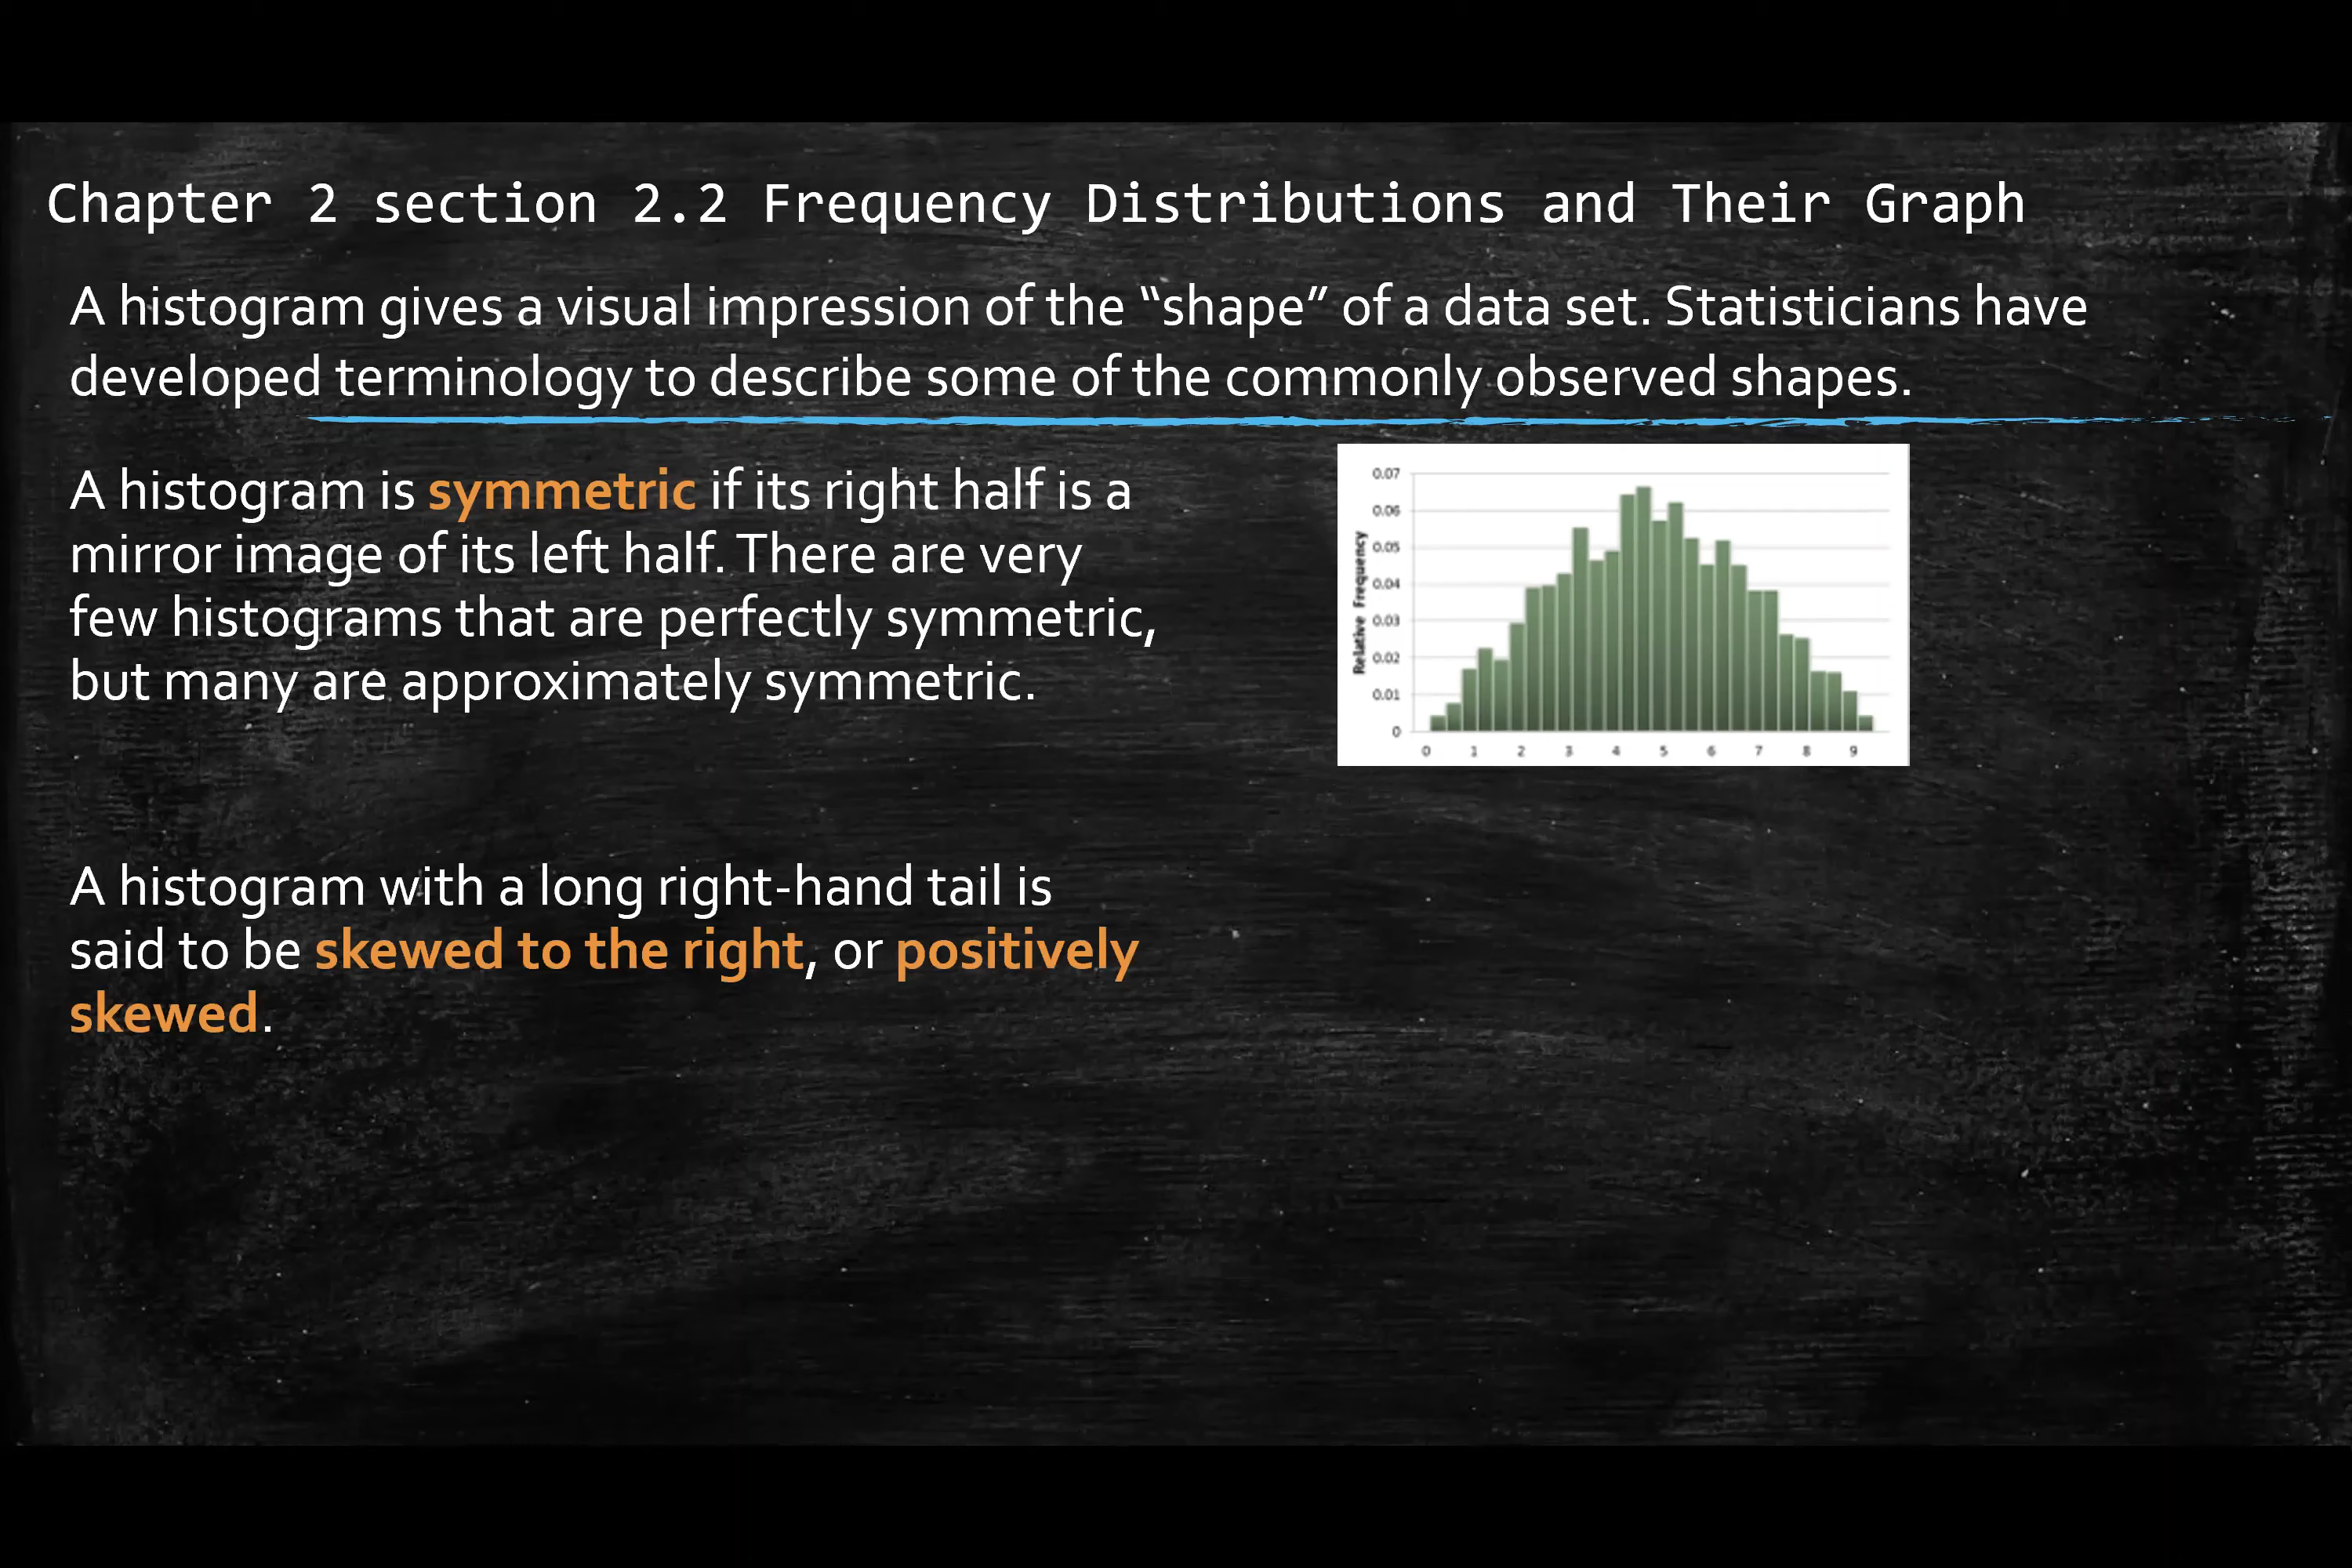 Chapter 2 section 2.2 Frequency Distributions and Their Graph
A histogram gives a visual impression of the “shape” of a data set. Statisticians have
developed terminology to describe some of the commonly observed shapes.
A histogram is symmetric if its right half is a
mirror image of its left half. There are very
few histograms that are perfectly symmetric,
but many are approximately symmetric.
Relative Frequency
0.07
0.06
0.05
0.04
0.03
0.02
0.01
0
0 1 2 3 4 5 6 7 8 9
A histogram with a long right-hand tail is
said to be skewed to the right, or positively
skewed.